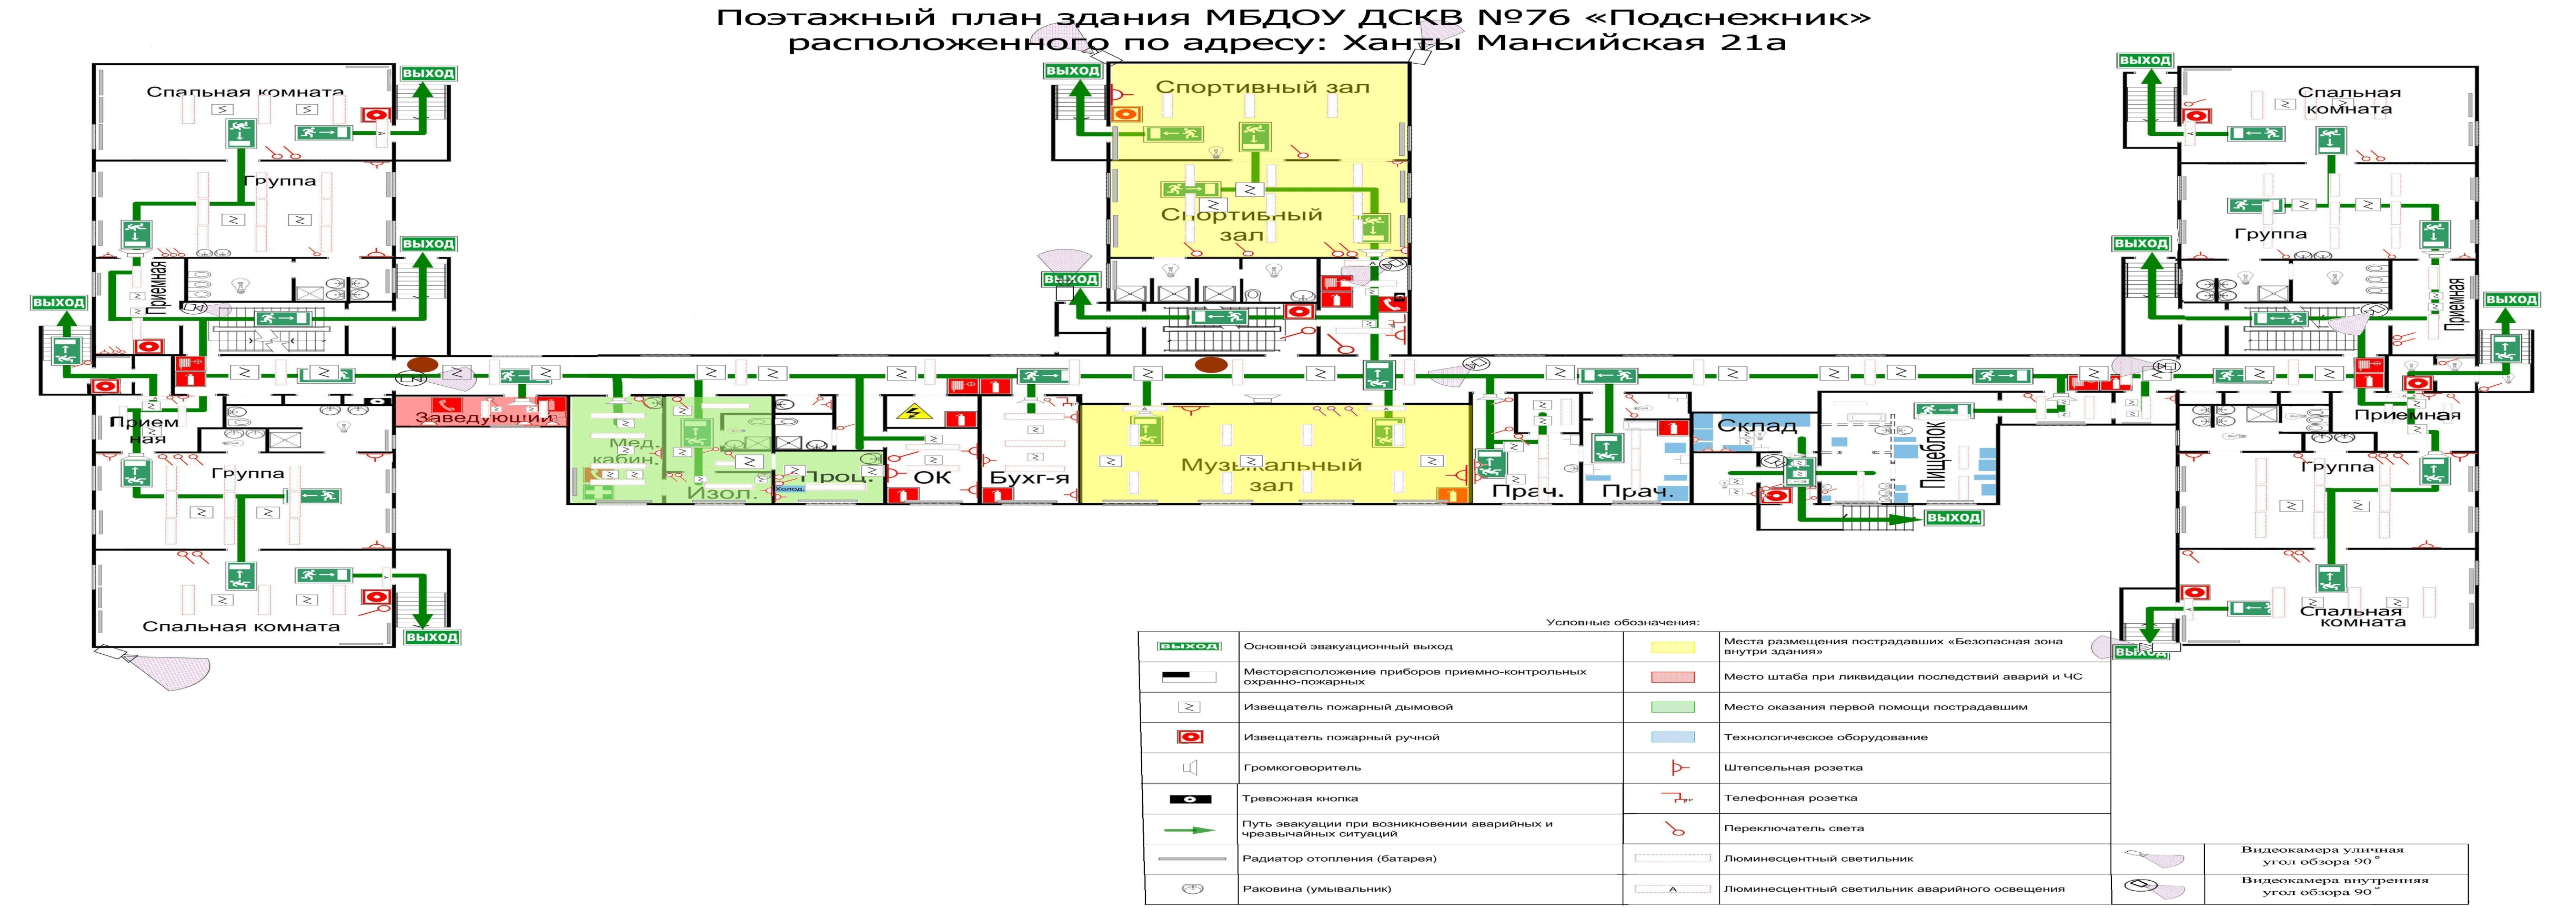 Поэтажный план здания МБДОУ ДСКВ №76 «Подснежник»
расположенного по адресу: Ханты Мансийская 21а
ВЫХОД
ВЫХОД
ВЫХОД
Спальная комната
Спортивный зал
Спальная
комната
Группа
Спортивный
зал
Группа
ВЫХОД
ВЫХОД
ВЫХОД
Приемная
Приемная
ВЫХОД
ВЫХОД
Заведующий
Прием
ная
Приемная
Мед.
кабин.
Изол.
Проц.
Холод.
ОК
Бухг-я
Музыкальный
зал
Прач.
Прач.
Склад
Пищеблок
Группа
Группа
ВЫХОД
Спальная комната
Спальная
комната
ВЫХОД
ВЫХОД
Условные обозначения:
ВЫХОД
Основной эвакуационный выход
Места размещения пострадавших «Безопасная зона
внутри здания»
Месторасположение приборов приемно-контрольных
охранно-пожарных
Место штаба при ликвидации последствий аварий и ЧС
Извещатель пожарный дымовой
Место оказания первой помощи пострадавшим
Извещатель пожарный ручной
Технологическое оборудование
Громкоговоритель
Штепсельная розетка
Тревожная кнопка
Телефонная розетка
Путь эвакуации при возникновении аварийных и
чрезвычайных ситуаций
Переключатель света
Радиатор отопления (батарея)
Люминесцентный светильник
Видеокамера уличная
угол обзора 90˚
Раковина (умывальник)
А
Люминесцентный светильник аварийного освещения
Видеокамера внутренняя
угол обзора 90˚